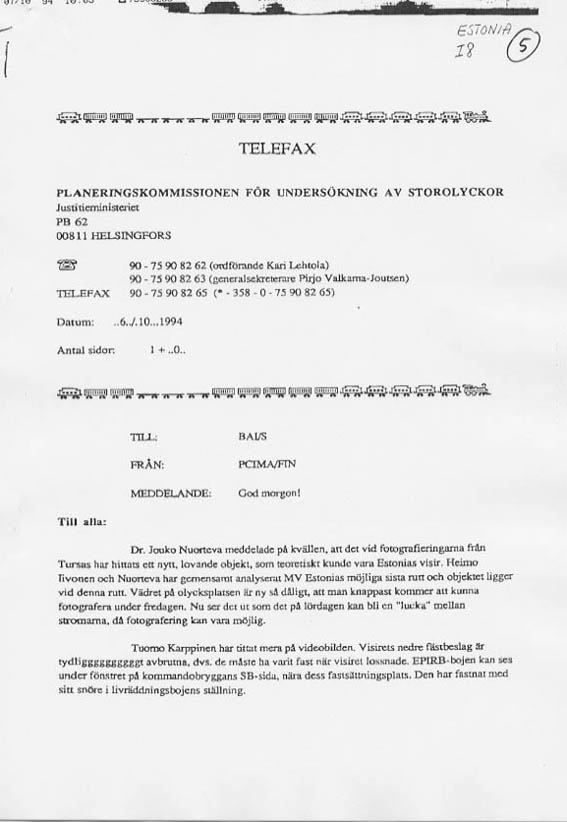 ESTONIA
I8
5
TELEFAX
PLANERINGSKOMMISSIONEN FÖR UNDERSÖKNING AV STOROLYCKOR
Justitieministeriet
PB 62
00811 HELSINGFORS
90 - 75 90 82 62 (ordförande Kari Lehtola)
90 - 75 90 82 63 (generalsekreterare Pirjo Valkama-Joutsen)
TELEFAX 90 - 75 90 82 65 (* - 358 - 0 - 75 90 82 65)
Datum: ..6../.10...1994
Antal sidor: 1 + ..0..
TILL: BAI/S
FRÅN: PCIMA/FIN
MEDDELANDE: God morgon!
Till alla:
Dr. Jouko Nuorteva meddelade på kvällen, att det vid fotografieringarna från
Tursas har hittats ett nytt, lovande objekt, som teoretiskt kunde vara Estonias visir. Heimo
Iivonen och Nuorteva har gemensamt analyserat MV Estonias möjliga sista rutt och objektet ligger
vid denna rutt. Vädret på olycksplatsen är ny så dåligt, att man knappast kommer att kunna
fotografera under fredagen. Nu ser det ut som det på lördagen kan bli en "lucka" mellan
stromarna, då fotografering kan vara möjlig.
Tuomo Karppinen har tittat mera på videobilden. Visirets nedre fästbeslag är
tydliggggggggggt avbrutna, dvs. de måste ha varit fast när visiret lossnade. EPIRB-bojen kan ses
under fönstret på kommandobryggans SB-sida, nära dess fastsättningsplats. Den har fastnat med
sitt snöre i livräddningsbojens ställning.